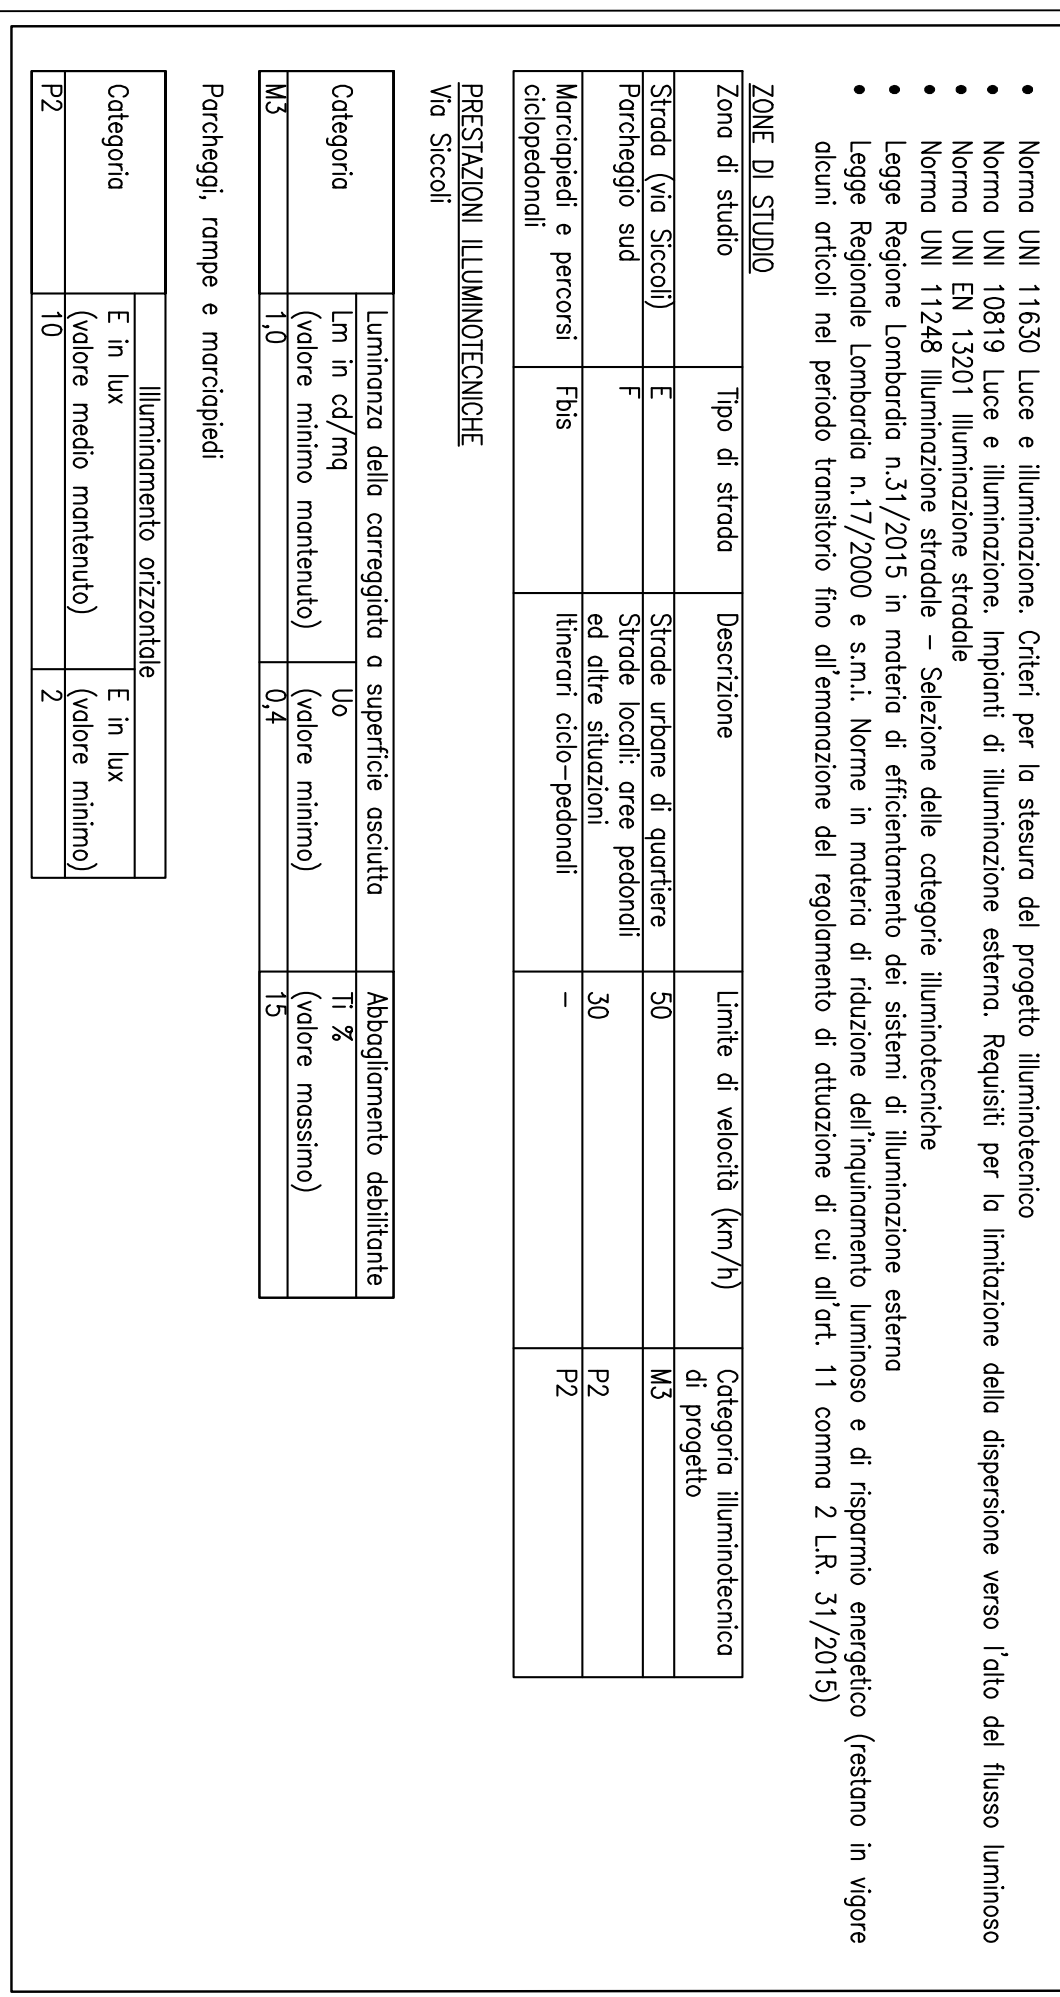 • Norma UNI 11630 Luce e illuminazione. Criteri per la stesura del progetto illuminotecnico
• Norma UNI 10819 Luce e illuminazione. Impianti di illuminazione esterna. Requisiti per la limitazione della dispersione verso l'alto del flusso luminoso
• Norma UNI EN 13201 Illuminazione stradale
• Norma UNI 11248 Illuminazione stradale – Selezione delle categorie illuminotecniche
• Legge Regione Lombardia n.31/2015 in materia di efficientamento dei sistemi di illuminazione esterna
• Legge Regionale Lombardia n.17/2000 e s.m.i. Norme in materia di riduzione dell'inquinamento luminoso e di risparmio energetico (restano in vigore
alcuni articoli nel periodo transitorio fino all'emanazione del regolamento di attuazione di cui all'art. 11 comma 2 L.R. 31/2015)
ZONE DI STUDIO
Zona di studio Tipo di strada Descrizione Limite di velocità (km/h) Categoria illuminotecnica
di progetto
Strada (via Siccoli) E Strade urbane di quartiere 50 M3
Parcheggio sud F Strade locali: aree pedonali 30 P2
ed altre situazioni
Marciapiedi e percorsi Fbis Itinerari ciclo–pedonali – P2
ciclopedonali
PRESTAZIONI ILLUMINOTECNICHE
Via Siccoli
Categoria Luminanza della carreggiata a superficie asciutta Abbagliamento debilitante
Lm in cd/mq Uo Ti %
(valore minimo mantenuto) (valore minimo) (valore massimo)
M3 1,0 0,4 15
Parcheggi, rampe e marciapiedi
Categoria Illuminamento orizzontale
E in lux E in lux
(valore medio mantenuto) (valore minimo)
P2 10 2